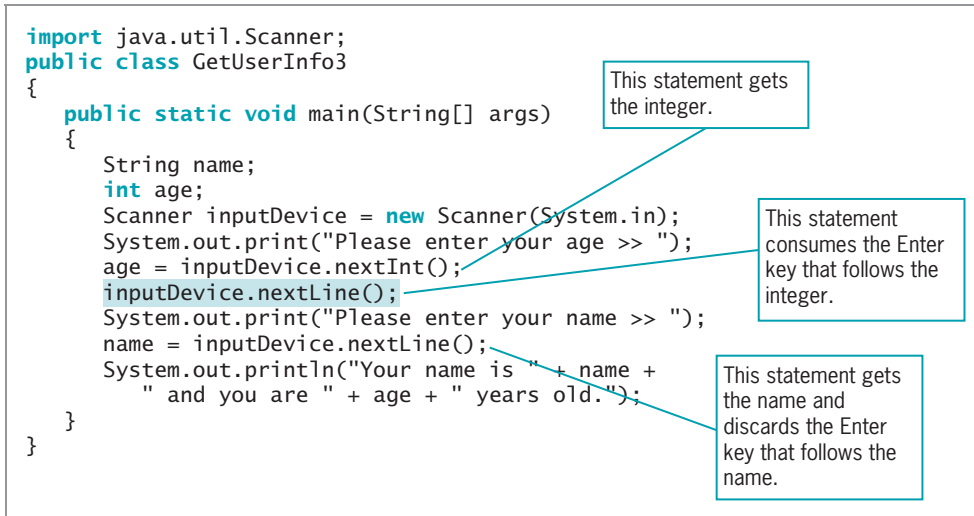 import java.util.Scanner;
public class GetUserInfo3
{
   public static void main(String[] args)
   {
      String name;
      int age;
      Scanner inputDevice = new Scanner(System.in);
      System.out.print("Please enter your age >> ");
      age = inputDevice.nextInt();
      inputDevice.nextLine();
      System.out.print("Please enter your name >> ");
      name = inputDevice.nextLine();
      System.out.println("Your name is " + name +
         " and you are " + age + " years old.");
   }
}
This statement gets
the integer.
This statement
consumes the Enter
key that follows the
integer.
This statement gets
the name and
discards the Enter
key that follows the
name.